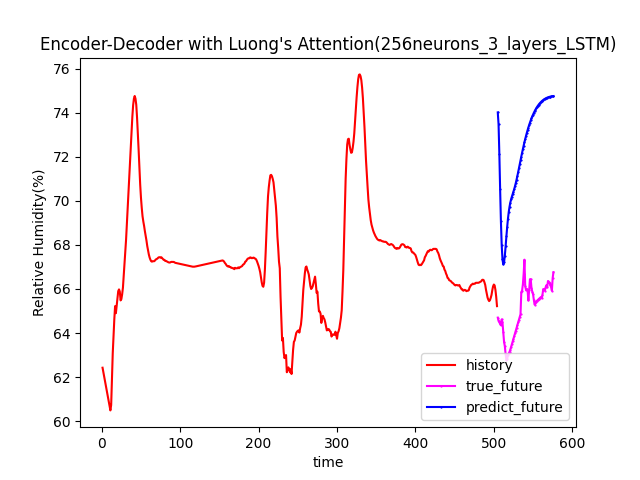 Encoder-Decoder with Luong's Attention(256neurons_3_layers_LSTM)
76
74
72
70
68
66
64
62
60
Relative Humidity(%)
0 100 200 300 400 500 600
time
history
true_future
predict_future